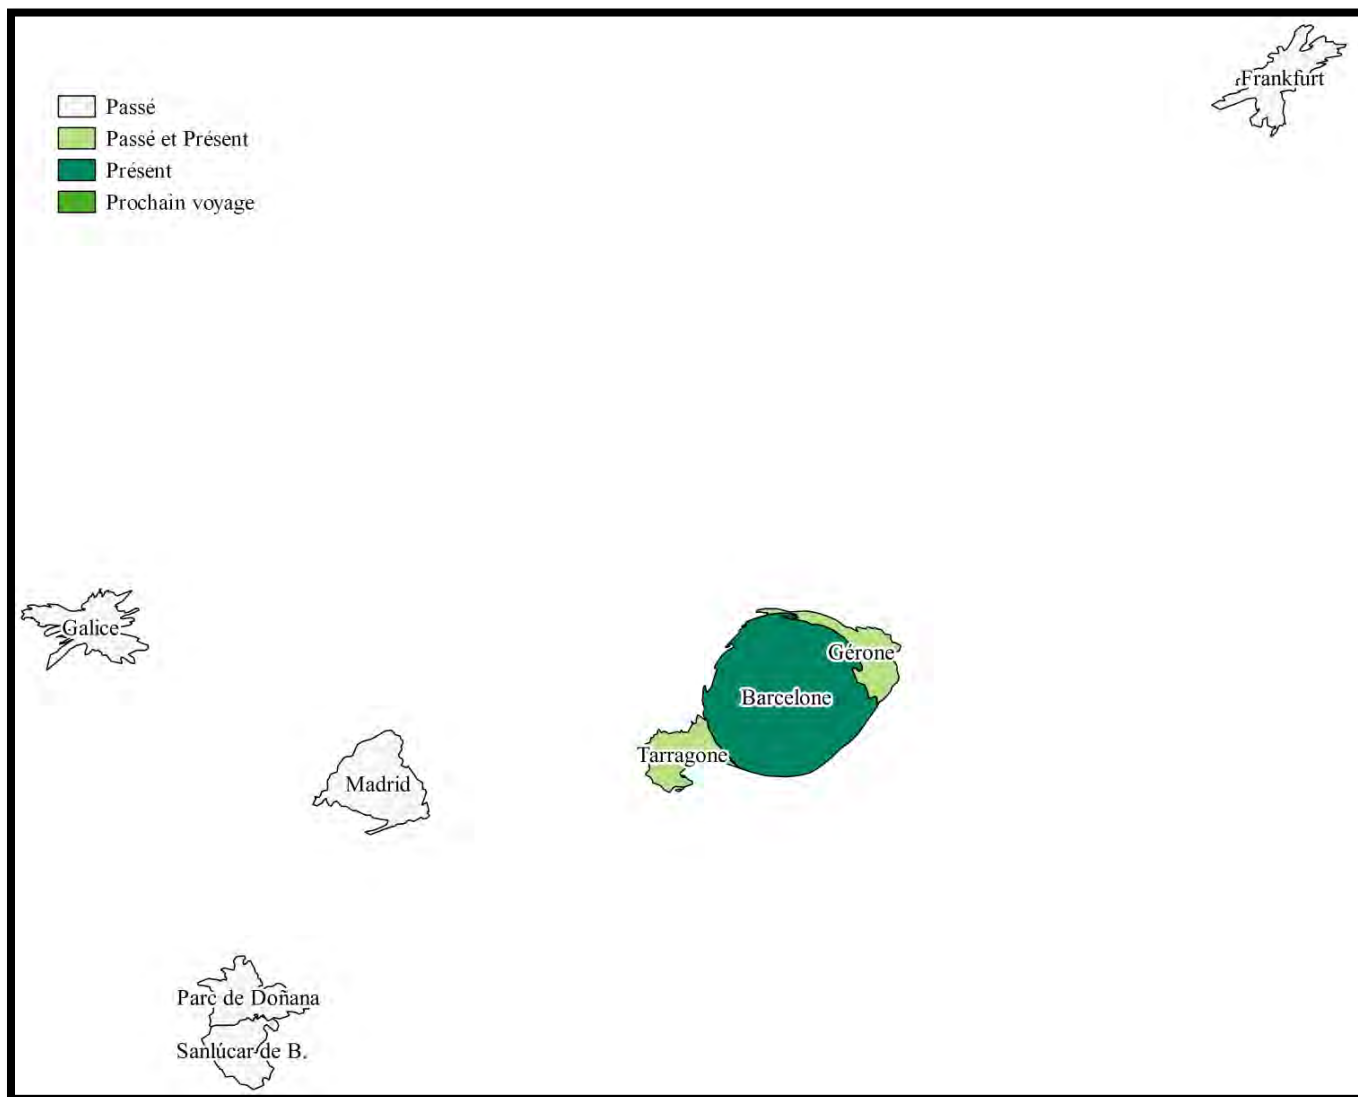 Frankfurt
Passé
Passé et Présent
Présent
Prochain voyage
Galice
Gérone
Barcelone
Tarragone
Madrid
Parc de Doñana
Sanlúcar de B.